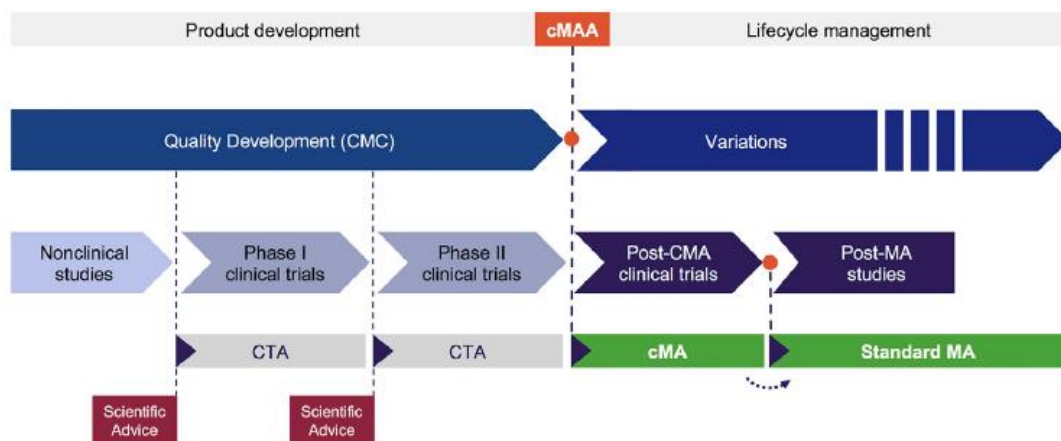 Product development
cMAA
Lifecycle management
Quality Development (CMC)
Variations
Nonclinical
studies
Phase I
clinical trials
Phase II
clinical trials
Post-CMA
clinical trials
Post-MA
studies
CTA
CTA
cMA
Standard MA
Scientific
Advice
Scientific
Advice